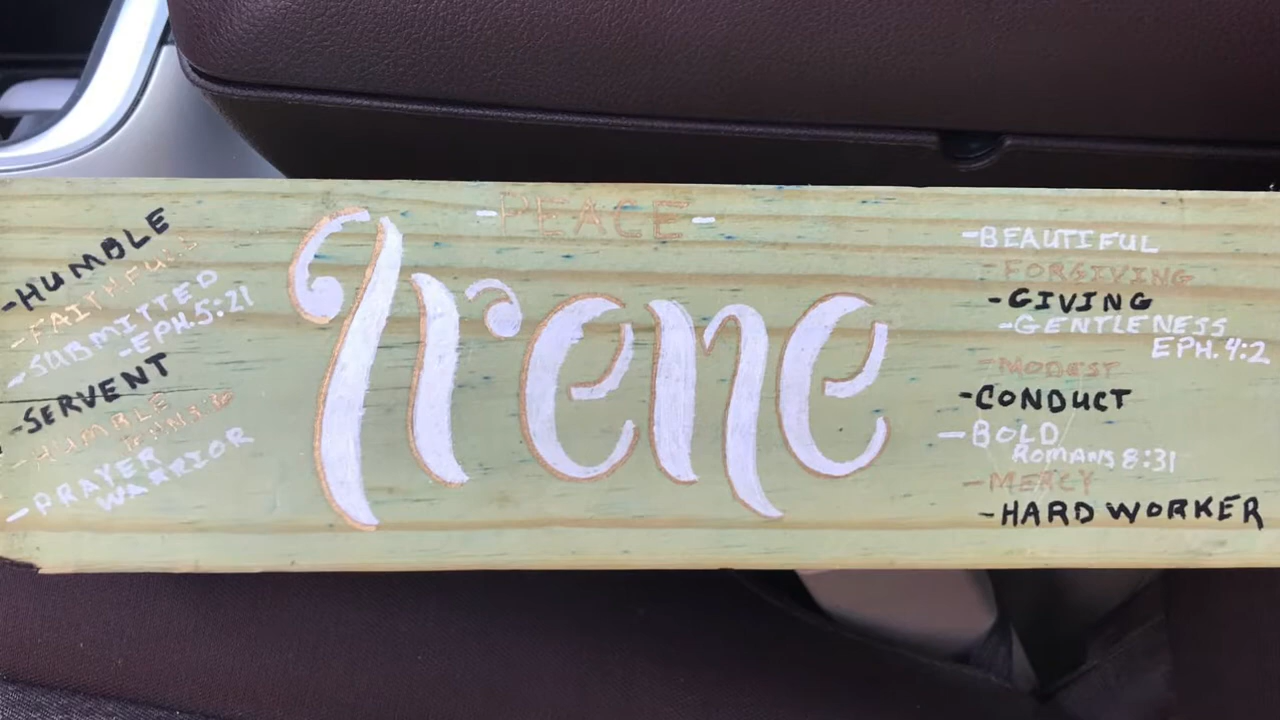 -PEACE-
Irene
-HUMBLE
-FAITHFULL
-SUBMITTED
-EPH.5:21
-SERVENT
-HUMBLE
-PRAYER
WARRIOR
-BEAUTIFUL
-FORGIVING
-GIVING
-GENTLENESS
EPH.4:2
-MODEST
-CONDUCT
-BOLD
ROMANS 8:31
-MERCY
-HARD WORKER